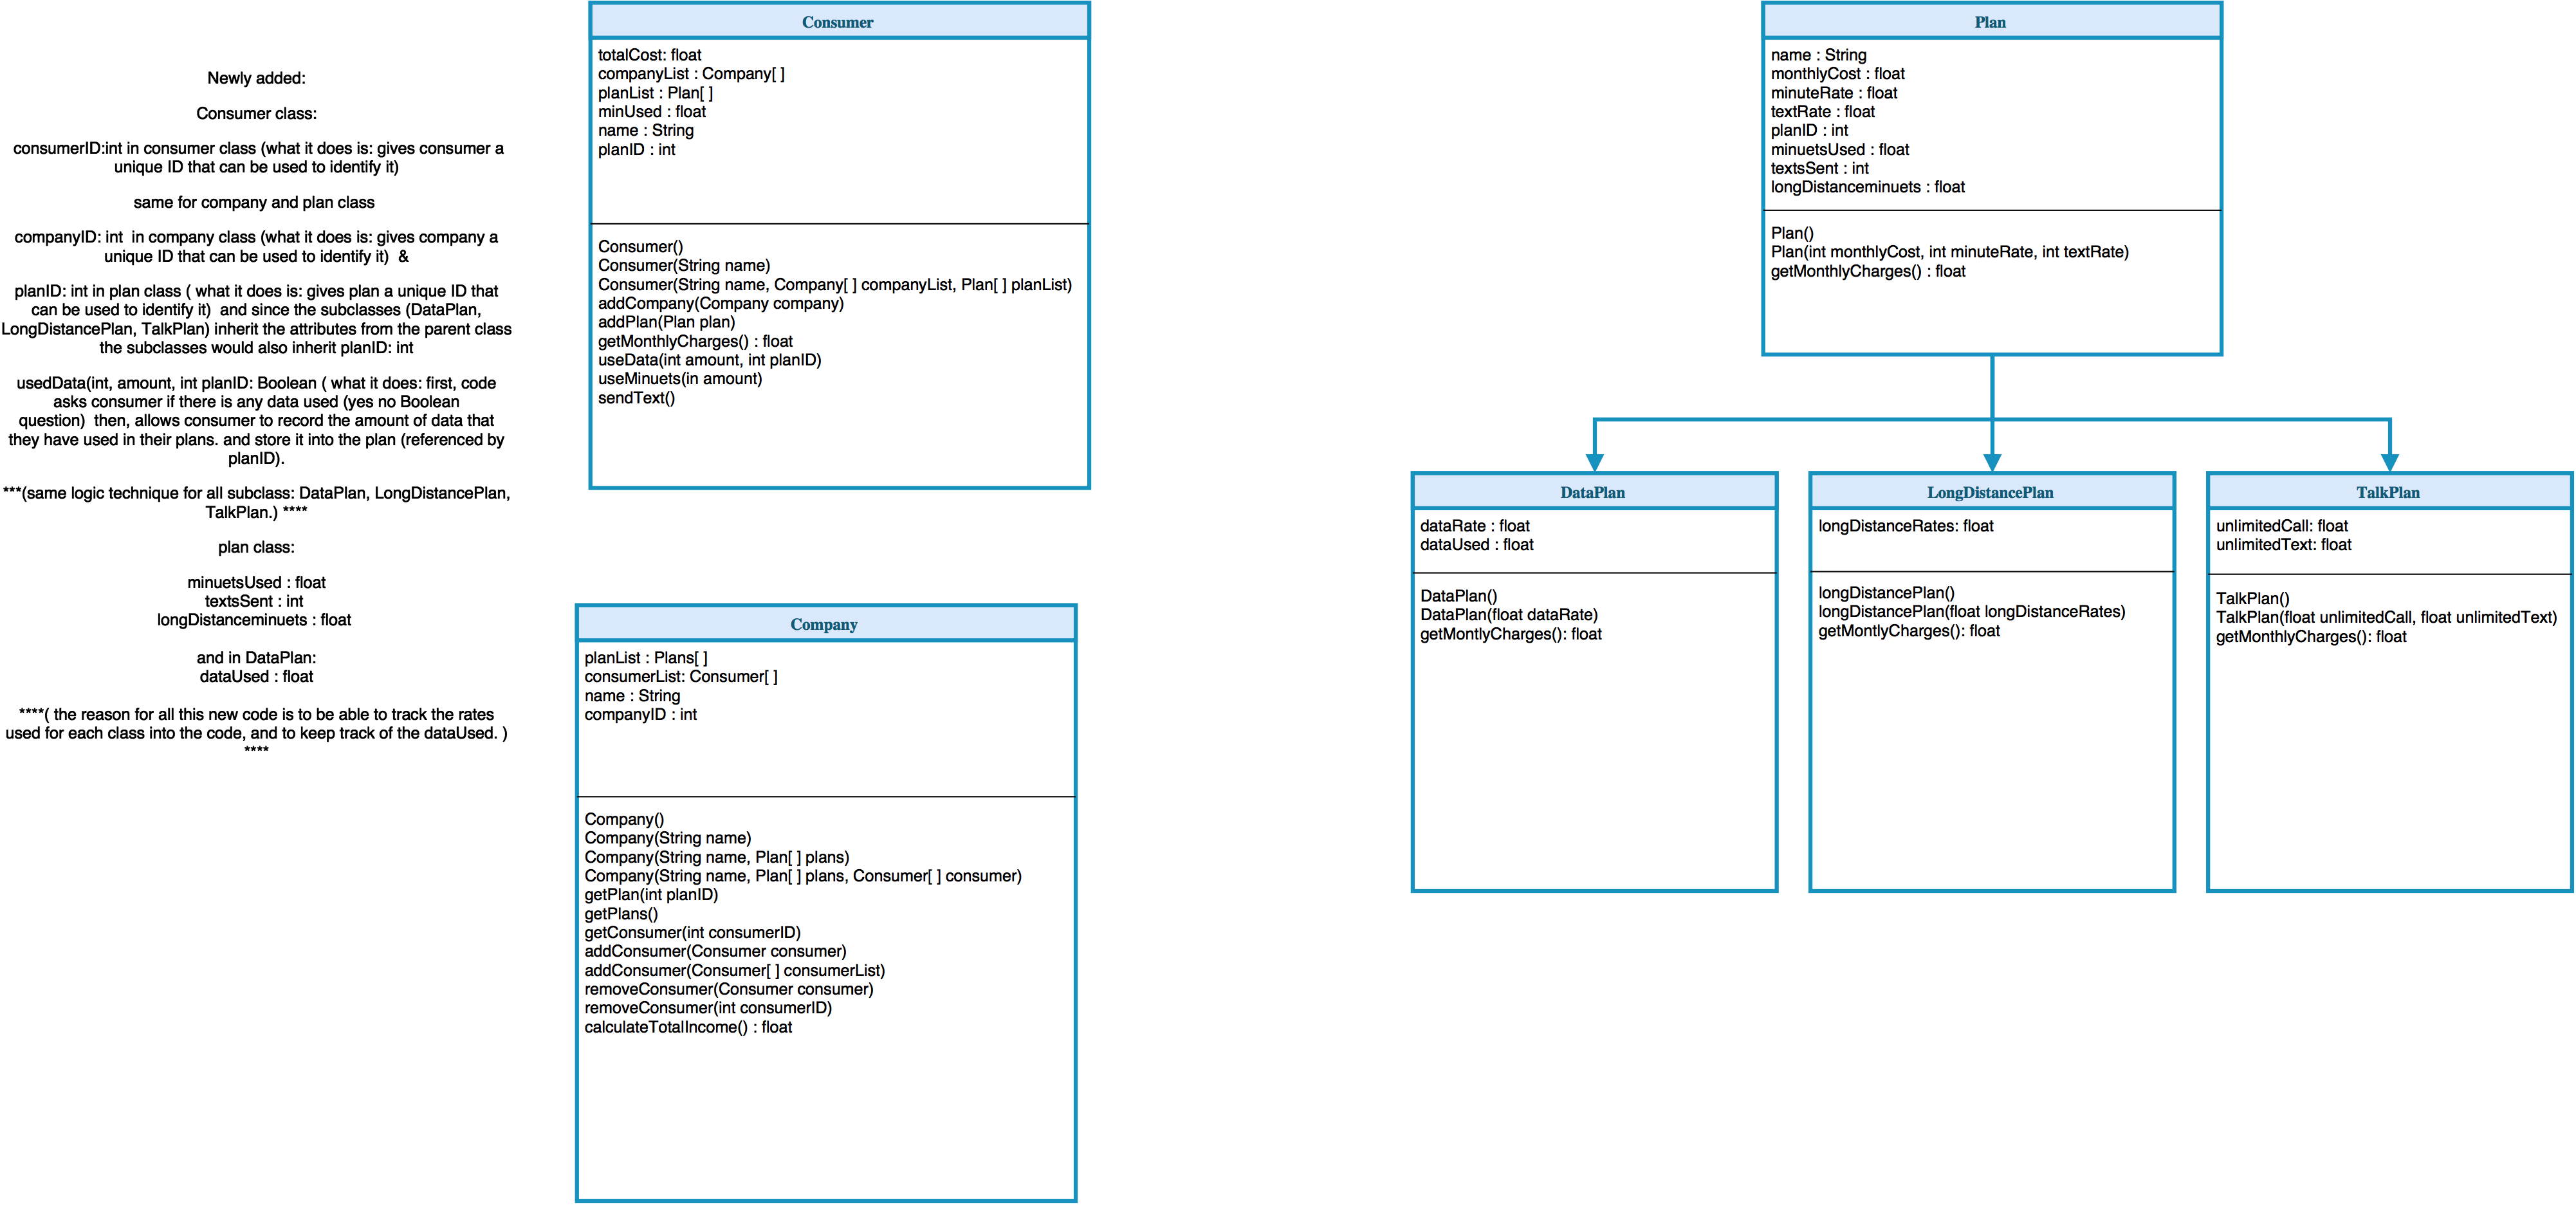 Newly added:
Consumer class:
consumerID:int in consumer class (what it does is: gives consumer a
unique ID that can be used to identify it)
same for company and plan class
companyID: int  in company class (what it does is: gives company a
unique ID that can be used to identify it)  &
planID: int in plan class ( what it does is: gives plan a unique ID that
can be used to identify it)  and since the subclasses (DataPlan,
LongDistancePlan, TalkPlan) inherit the attributes from the parent class
the subclasses would also inherit planID: int
usedData(int, amount, int planID: Boolean ( what it does: first, code
asks consumer if there is any data used (yes no Boolean
question)  then, allows consumer to record the amount of data that
they have used in their plans. and store it into the plan (referenced by
planID).
***(same logic technique for all subclass: DataPlan, LongDistancePlan,
TalkPlan.) ****
plan class:
minuetsUsed : float
textsSent : int
longDistanceminuets : float
and in DataPlan:
dataUsed : float
****( the reason for all this new code is to be able to track the rates
used for each class into the code, and to keep track of the dataUsed. )
****
Consumer
totalCost: float
companyList : Company[ ]
planList : Plan[ ]
minUsed : float
name : String
planID : int
Consumer()
Consumer(String name)
Consumer(String name, Company[ ] companyList, Plan[ ] planList)
addCompany(Company company)
addPlan(Plan plan)
getMonthlyCharges() : float
useData(int amount, int planID)
useMinuets(in amount)
sendText()
Company
planList : Plans[ ]
consumerList: Consumer[ ]
name : String
companyID : int
Company()
Company(String name)
Company(String name, Plan[ ] plans)
Company(String name, Plan[ ] plans, Consumer[ ] consumer)
getPlan(int planID)
getPlans()
getConsumer(int consumerID)
addConsumer(Consumer consumer)
addConsumer(Consumer[ ] consumerList)
removeConsumer(Consumer consumer)
removeConsumer(int consumerID)
calculateTotalIncome() : float
Plan
name : String
monthlyCost : float
minuteRate : float
textRate : float
planID : int
minuetsUsed : float
textsSent : int
longDistanceminuets : float
Plan()
Plan(int monthlyCost, int minuteRate, int textRate)
getMonthlyCharges() : float
DataPlan
dataRate : float
dataUsed : float
DataPlan()
DataPlan(float dataRate)
getMontlyCharges(): float
LongDistancePlan
longDistanceRates: float
longDistancePlan()
longDistancePlan(float longDistanceRates)
getMontlyCharges(): float
TalkPlan
unlimitedCall: float
unlimitedText: float
TalkPlan()
TalkPlan(float unlimitedCall, float unlimitedText)
getMonthlyCharges(): float